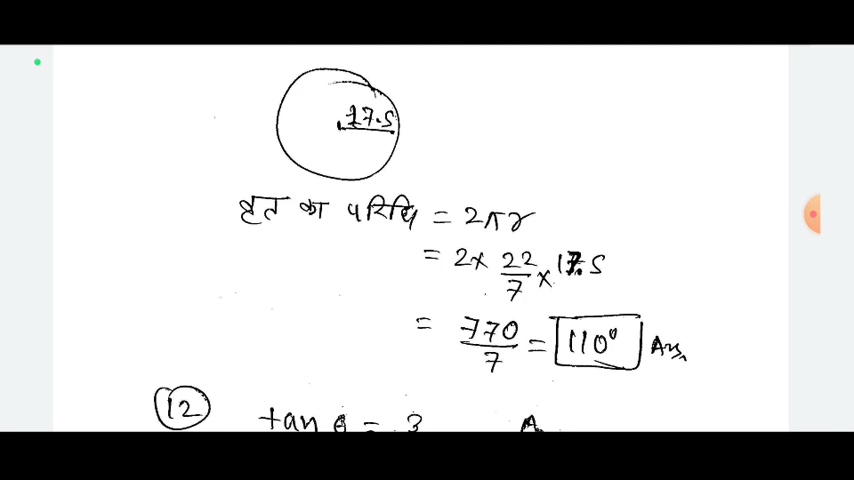 17.5
वृत का परिधि = 2πr
= 2 × 22/7 × 17.5
= 770/7 = 110° Ans,
12 tan θ = 3 A